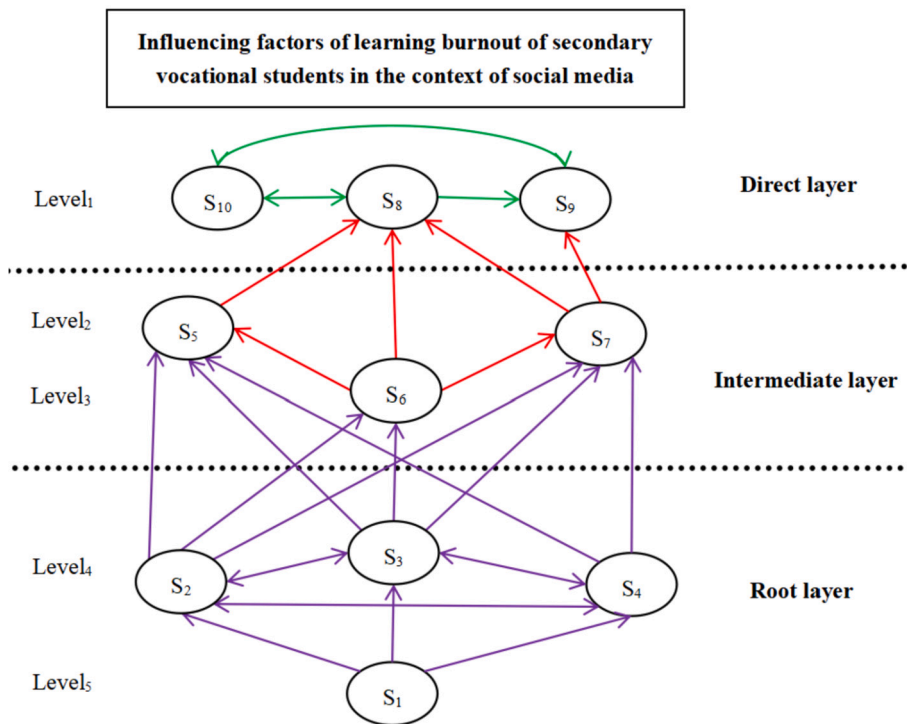 Influencing factors of learning burnout of secondary
vocational students in the context of social media
Level₁
S₁₀
S₈
S₉
Direct layer
Level₂
S₅
S₇
Level₃
S₆
Intermediate layer
Level₄
S₂
S₃
S₄
Root layer
Level₅
S₁